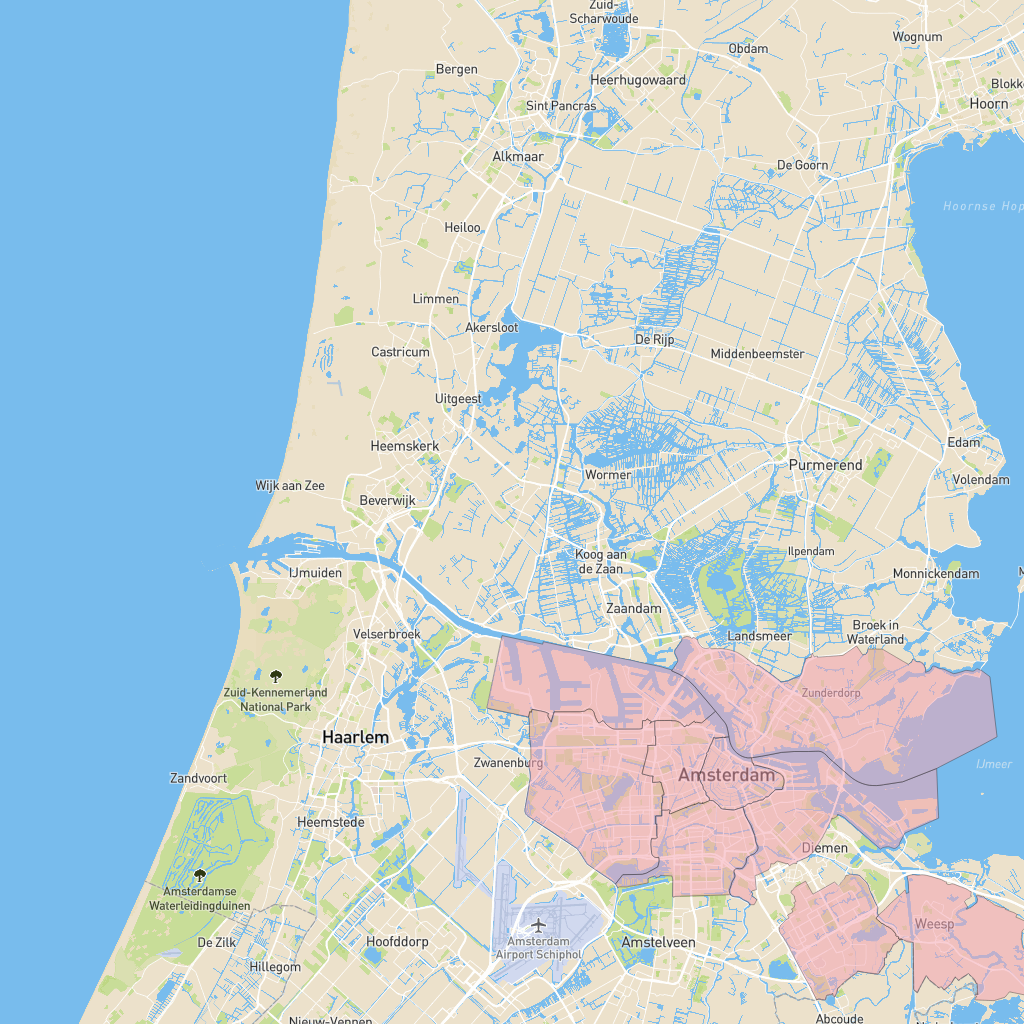 Zuid-
Scharwoude
Wognum
Obdam
Bergen
Heerhugowaard
Blokke
Hoorn
Sint Pancras
Alkmaar
De Goorn
Hoornse Hop
Heiloo
Limmen
Akersloot
De Rijp
Castricum
Middenbeemster
Uitgeest
Heemskerk
Edam
Purmerend
Wormer
Volendam
Wijk aan Zee
Beverwijk
Koog aan
de Zaan
Ilpendam
IJmuiden
Monnickendam
M
Zaandam
Broek in
Waterland
Velserbroek
Landsmeer
Zuid-Kennemerland
National Park
Zunderdorp
Haarlem
Zwanenburg
IJmeer
Zandvoort
Amsterdam
Heemstede
Diemen
Amsterdamse
Waterleidingduinen
Weesp
De Zilk
Hoofddorp
Amsterdam
Airport Schiphol
Amstelveen
Hillegom
Nieuw-Vennep
Abcoude